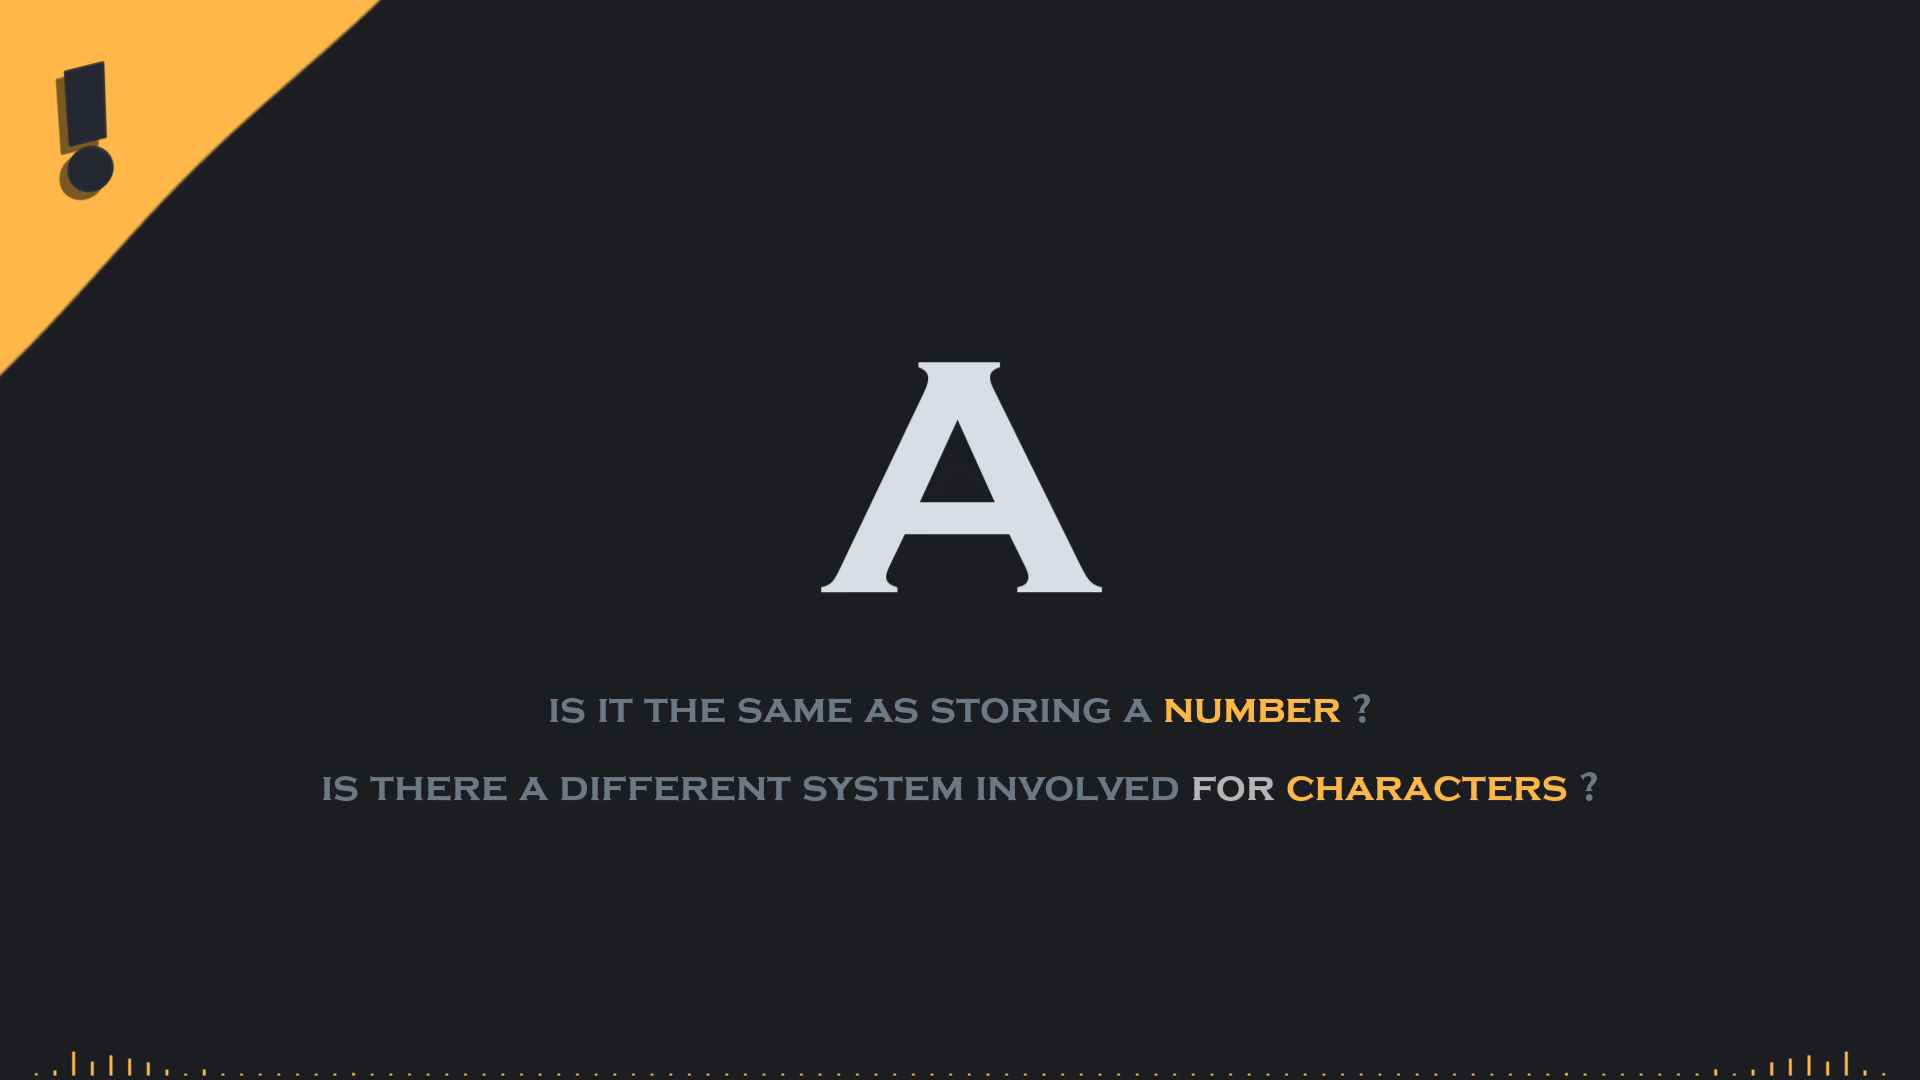 !
A
IS IT THE SAME AS STORING A NUMBER ?
IS THERE A DIFFERENT SYSTEM INVOLVED FOR CHARACTERS ?